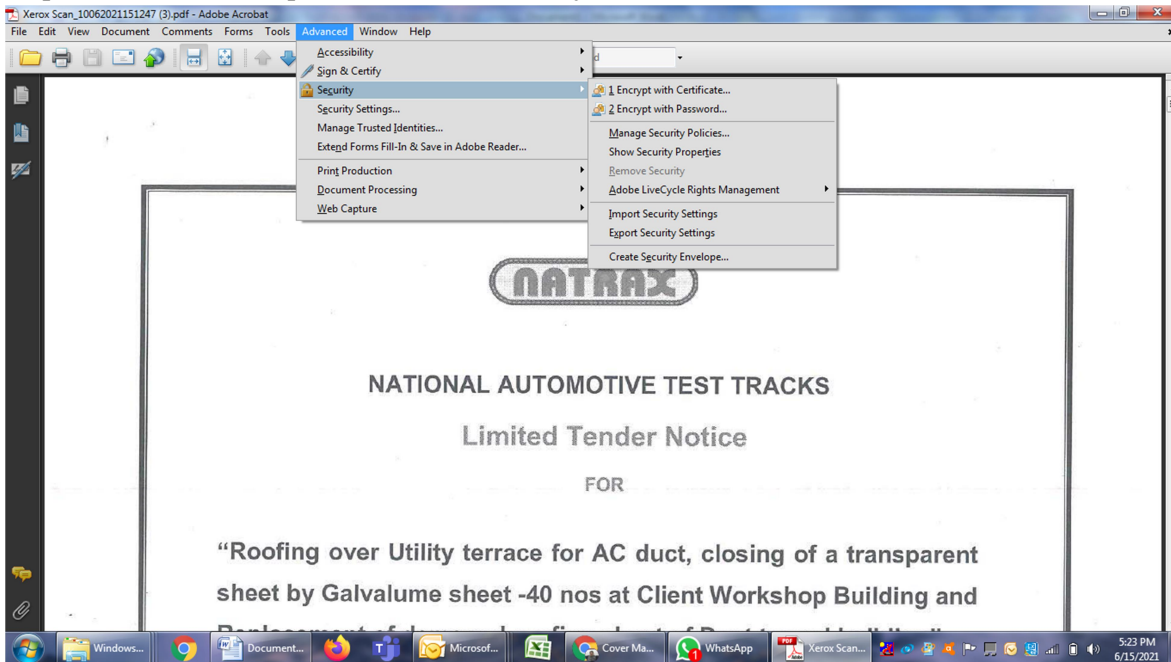 Xerox Scan_10062021151247 (3).pdf - Adobe Acrobat
File Edit View Document Comments Forms Tools Advanced Window Help
Accessibility
Sign & Certify
Security
Security Settings...
Manage Trusted Identities...
Extend Forms Fill-In & Save in Adobe Reader...
Print Production
Document Processing
Web Capture
1 Encrypt with Certificate...
2 Encrypt with Password...
Manage Security Policies...
Show Security Properties
Remove Security
Adobe LiveCycle Rights Management
Import Security Settings
Export Security Settings
Create Security Envelope...
NATRAX
NATIONAL AUTOMOTIVE TEST TRACKS
Limited Tender Notice
FOR
“Roofing over Utility terrace for AC duct, closing of a transparent
sheet by Galvalume sheet -40 nos at Client Workshop Building and
Windows... Document... Microsof... Cover Ma... WhatsApp Xerox Scan...
5:23 PM
6/15/2021